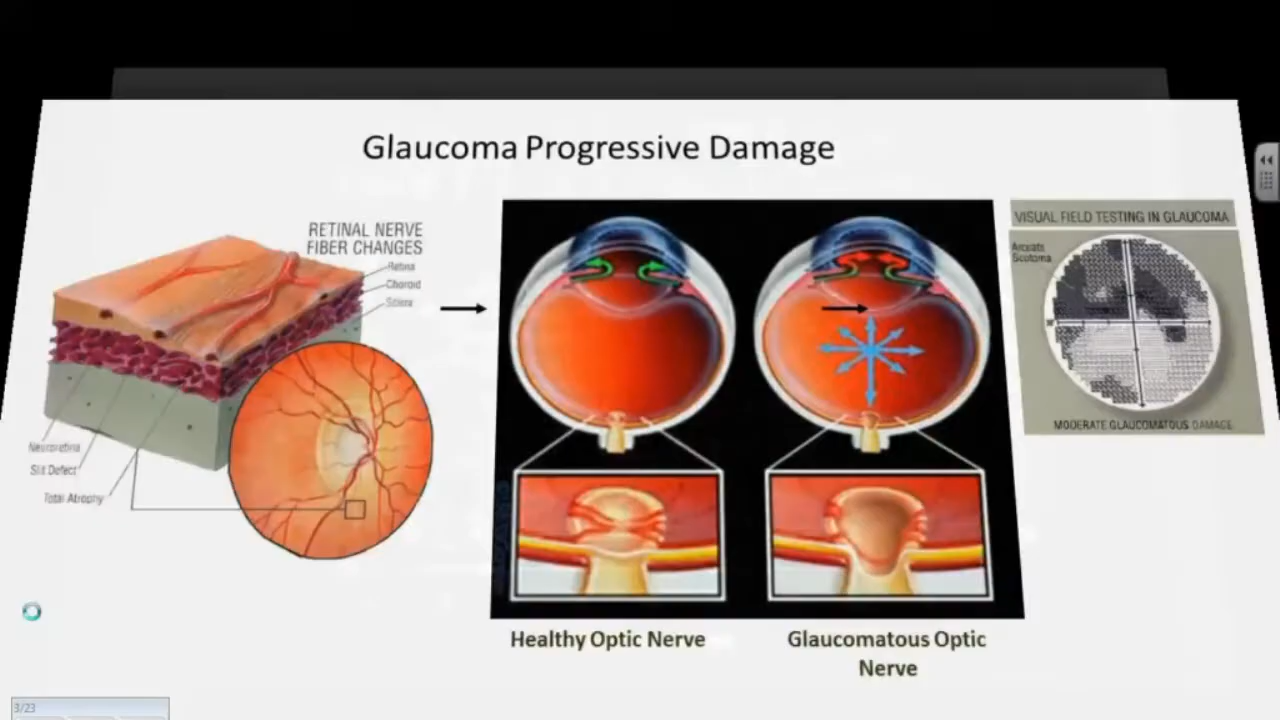 Glaucoma Progressive Damage
RETINAL NERVE
FIBER CHANGES
Retina
Choroid
Sclera
Neuroretina
Slit Defect
Total Atrophy
VISUAL FIELD TESTING IN GLAUCOMA
Arcuate
Scotoma
MODERATE GLAUCOMATOUS DAMAGE
Healthy Optic Nerve
Glaucomatous Optic
Nerve
3/23